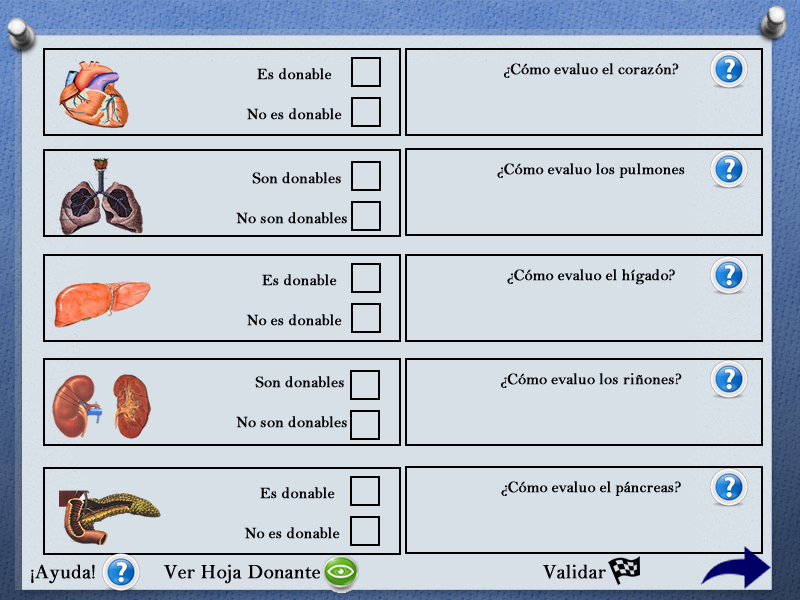 Es donable
No es donable
¿Cómo evaluo el corazón?
?
Son donables
No son donables
¿Cómo evaluo los pulmones
?
Es donable
No es donable
¿Cómo evaluo el hígado?
?
Son donables
No son donables
¿Cómo evaluo los riñones?
?
Es donable
No es donable
¿Cómo evaluo el páncreas?
?
¡Ayuda! ?
Ver Hoja Donante
Validar